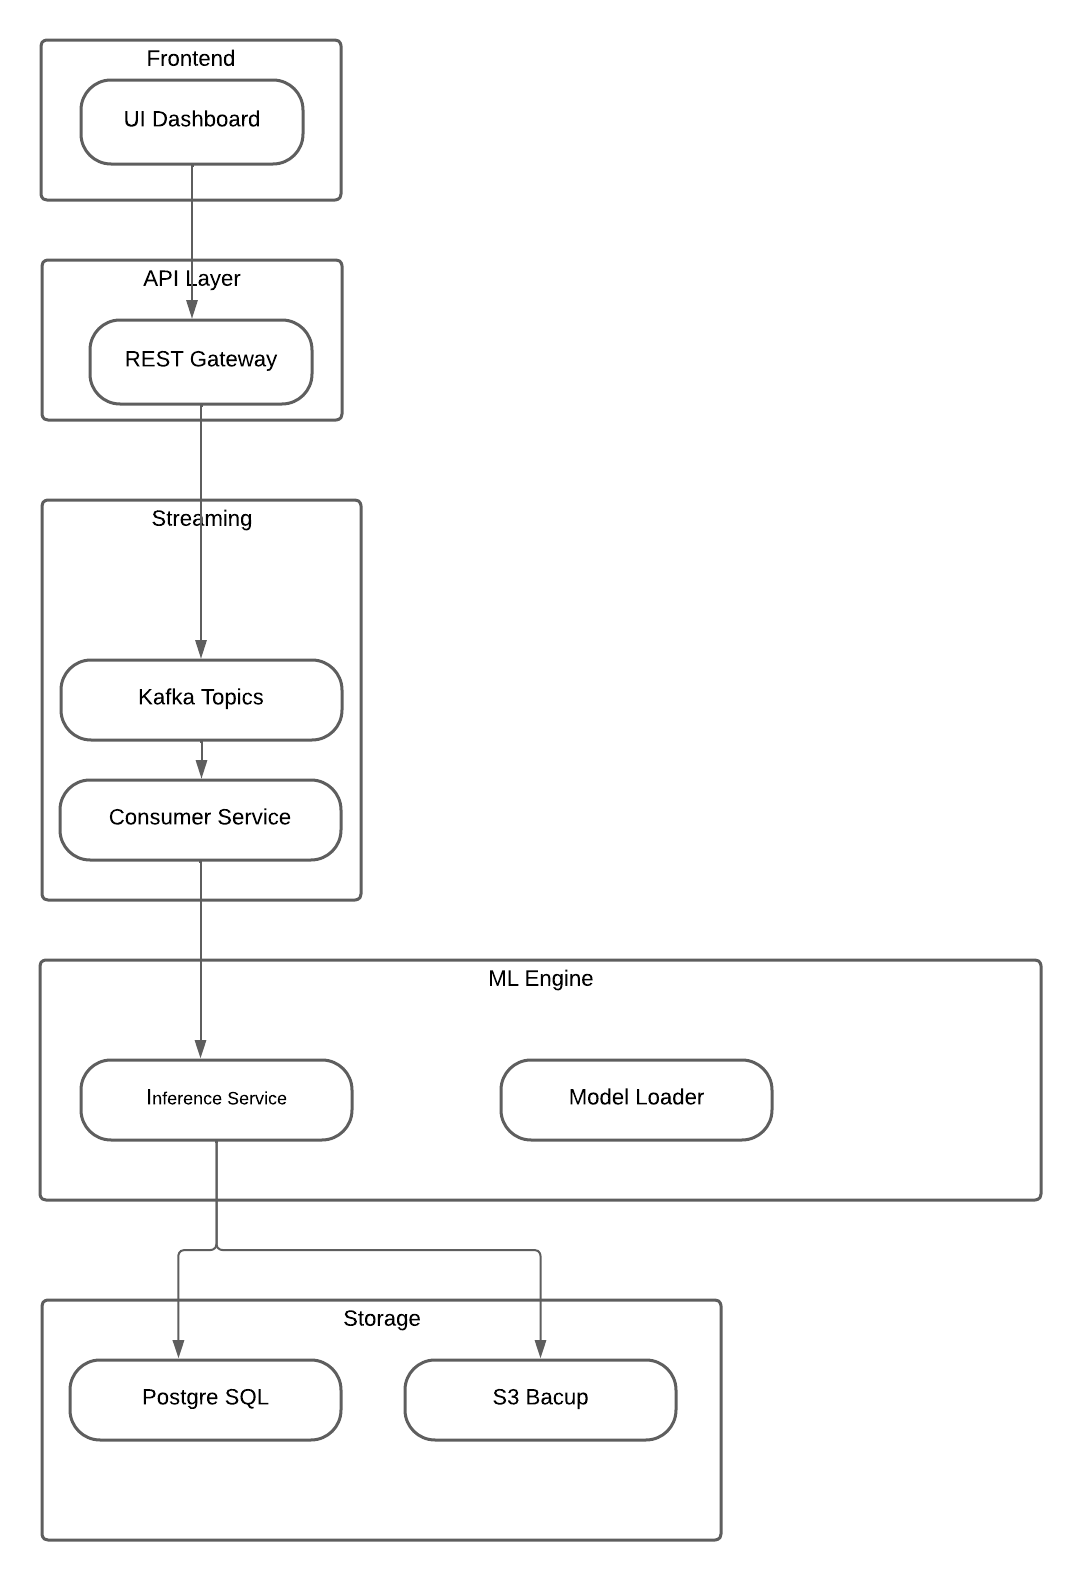 Frontend
UI Dashboard
API Layer
REST Gateway
Streaming
Kafka Topics
Consumer Service
ML Engine
Inference Service
Model Loader
Storage
Postgre SQL
S3 Bacup